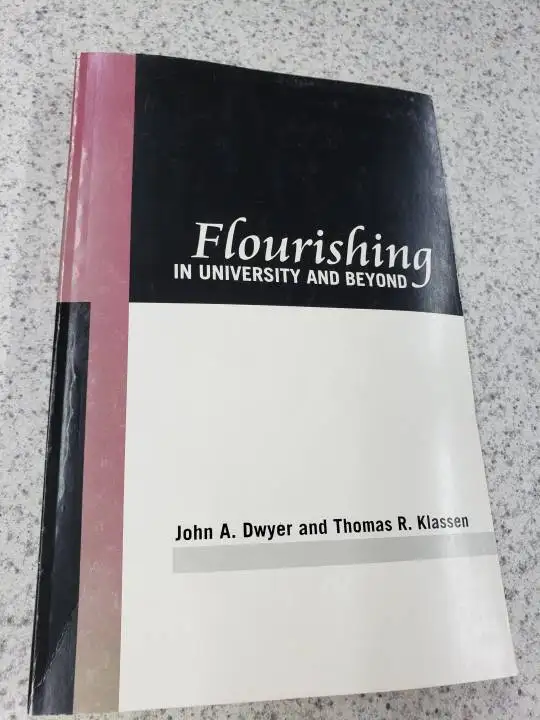 Flourishing
IN UNIVERSITY AND BEYOND
John A. Dwyer and Thomas R. Klassen